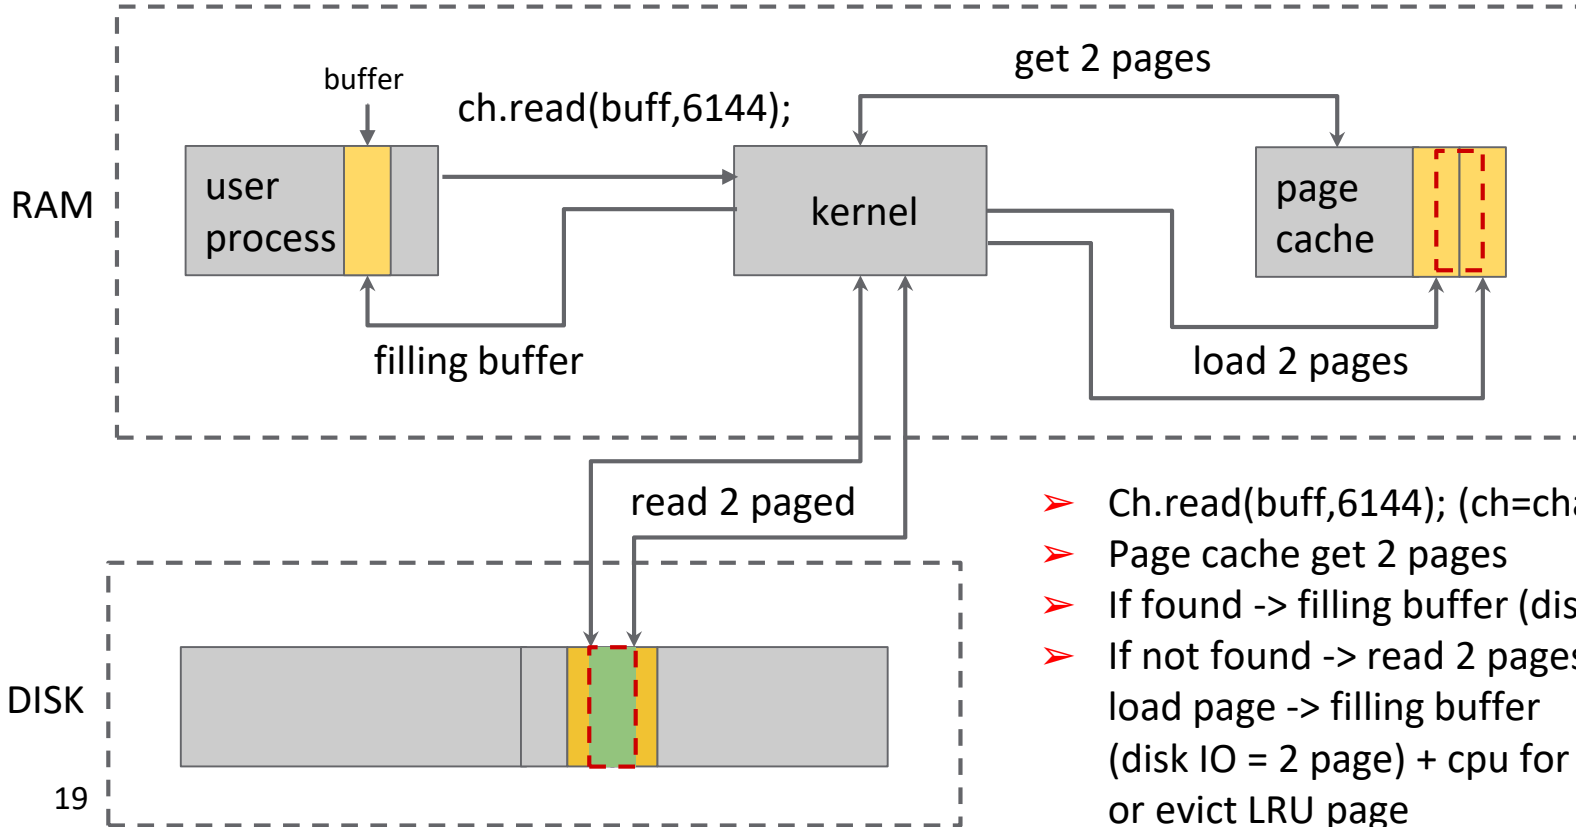 buffer
get 2 pages
ch.read(buff,6144);
RAM
user
process
kernel
page
cache
filling buffer
load 2 pages
read 2 paged
DISK
19
➢ Ch.read(buff,6144); (ch=cha
➢ Page cache get 2 pages
➢ If found -> filling buffer (dis
➢ If not found -> read 2 pages
load page -> filling buffer
(disk IO = 2 page) + cpu for
or evict LRU page